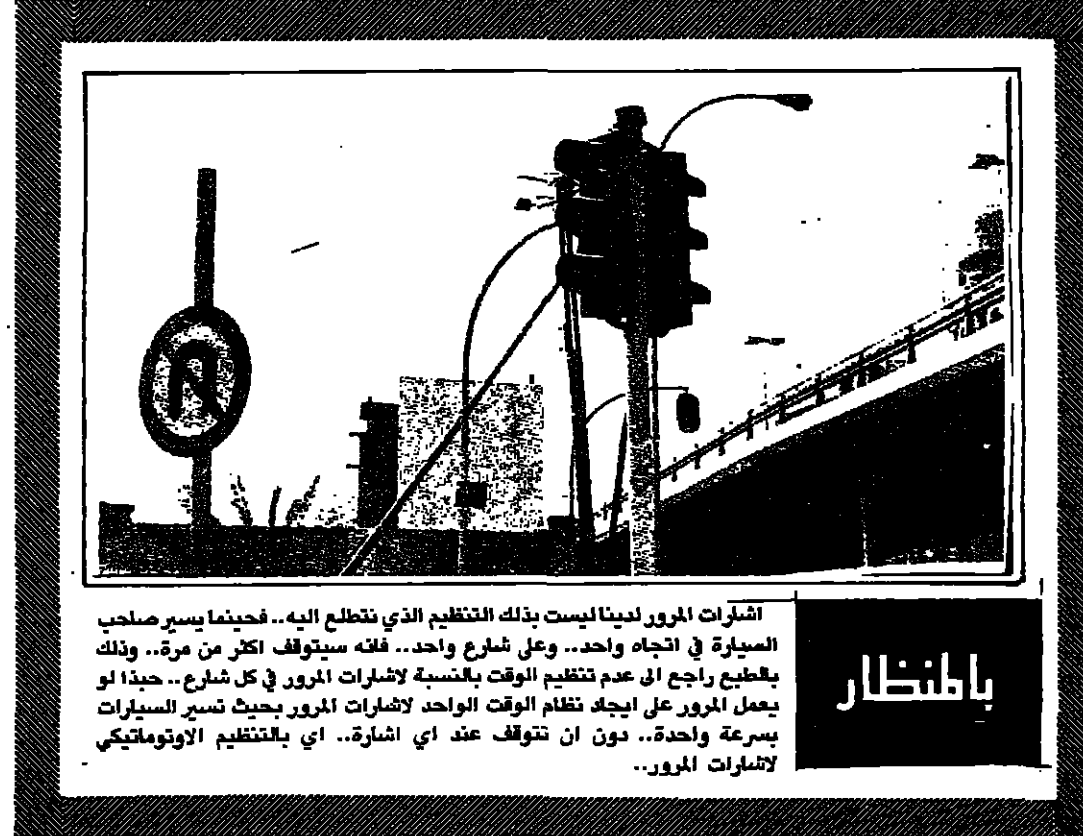 بالمنظار
اشارات المرور لدينا ليست بذلك التنظيم الذي نتطلع اليه.. فحينما يسير صاحب
السيارة في اتجاه واحد.. وعلى شارع واحد.. فانه سيتوقف اكثر من مرة.. وذلك
بالطبع راجع الى عدم تنظيم الوقت بالنسبة لاشارات المرور في كل شارع.. حبذا لو
يعمل المرور على ايجاد نظام الوقت الواحد لاشارات المرور بحيث تسير السيارات
بسرعة واحدة.. دون ان تتوقف عند اي اشارة.. اي بالتنظيم الاوتوماتيكي
لاشارات المرور..